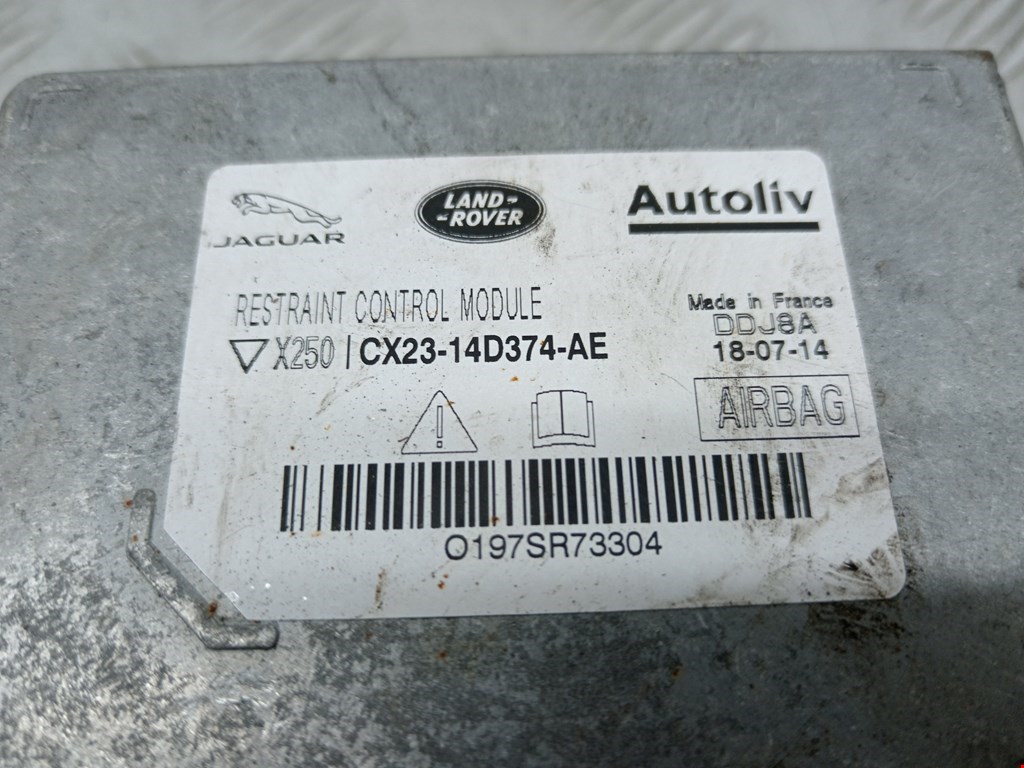 JAGUAR
LAND-
-ROVER
Autoliv
RESTRAINT CONTROL MODULE
Made in France
DDJ8A
X250 | CX23-14D374-AE
18-07-14
AIRBAG
O197SR73304